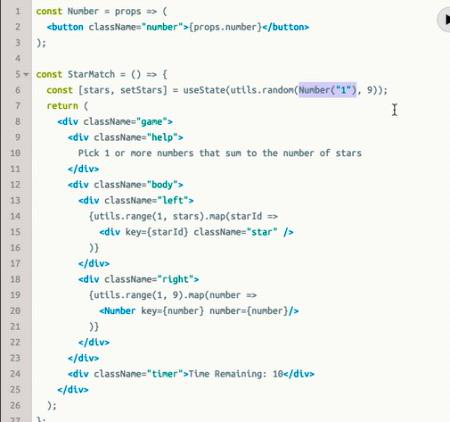 1 const Number = props => (
2 <button className="number">{props.number}</button>
3 );
4
5 const StarMatch = () => {
6 const [stars, setStars] = useState(utils.random(Number("1"), 9));
7 return (
8 <div className="game">
9 <div className="help">
10 Pick 1 or more numbers that sum to the number of stars
11 </div>
12 <div className="body">
13 <div className="left">
14 {utils.range(1, stars).map(starId =>
15 <div key={starId} className="star" />
16 )}
17 </div>
18 <div className="right">
19 {utils.range(1, 9).map(number =>
20 <Number key={number} number={number}/>
21 )}
22 </div>
23 </div>
24 <div className="timer">Time Remaining: 10</div>
25 </div>
26 );
27 };